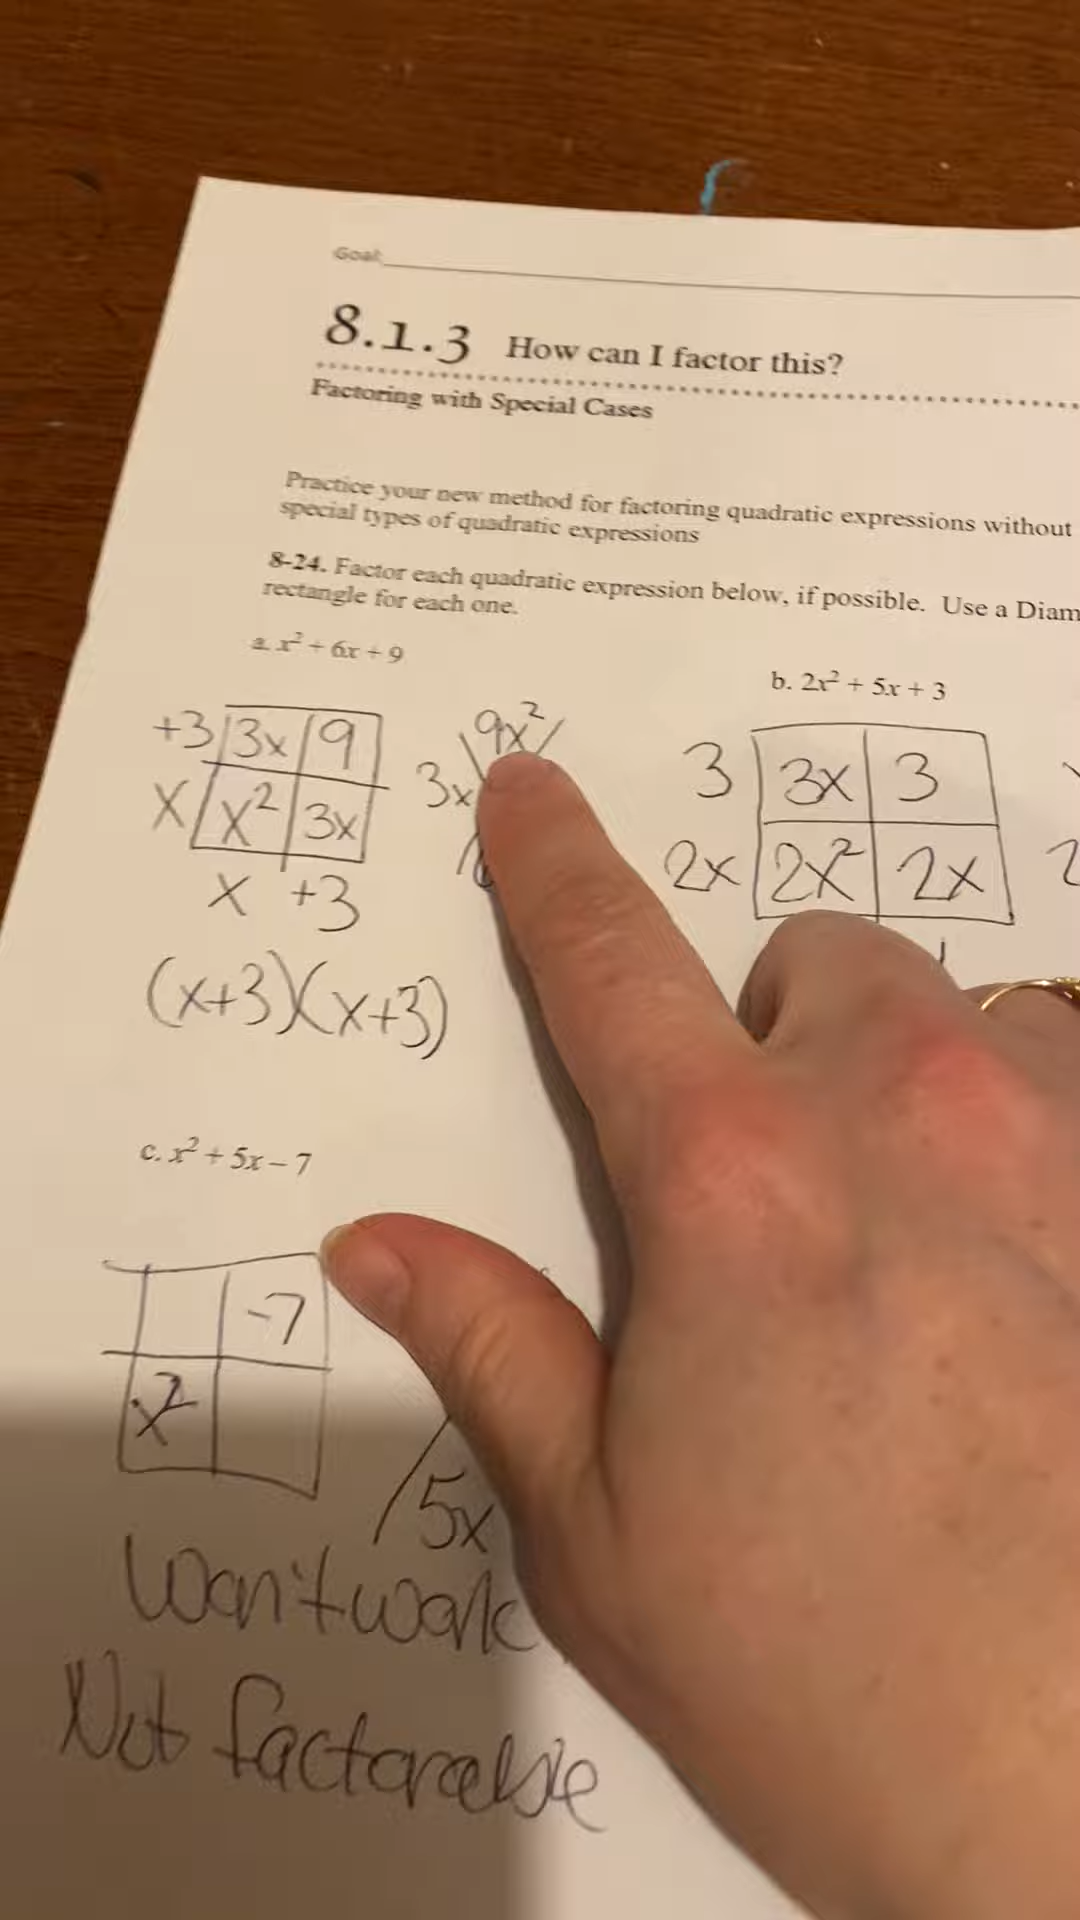 Goal:
8.1.3 How can I factor this?
Factoring with Special Cases
Practice your new method for factoring quadratic expressions without
special types of quadratic expressions
8-24. Factor each quadratic expression below, if possible. Use a Diam
rectangle for each one.
a. x² + 6x + 9
b. 2x² + 5x + 3
+3 3x 9
x x² 3x
x +3
9x²
3x
(x+3)(x+3)
3 3x 3
2x 2x² 2x
c. x² + 5x – 7
-7
x²
5x
Won't work
Not factorable